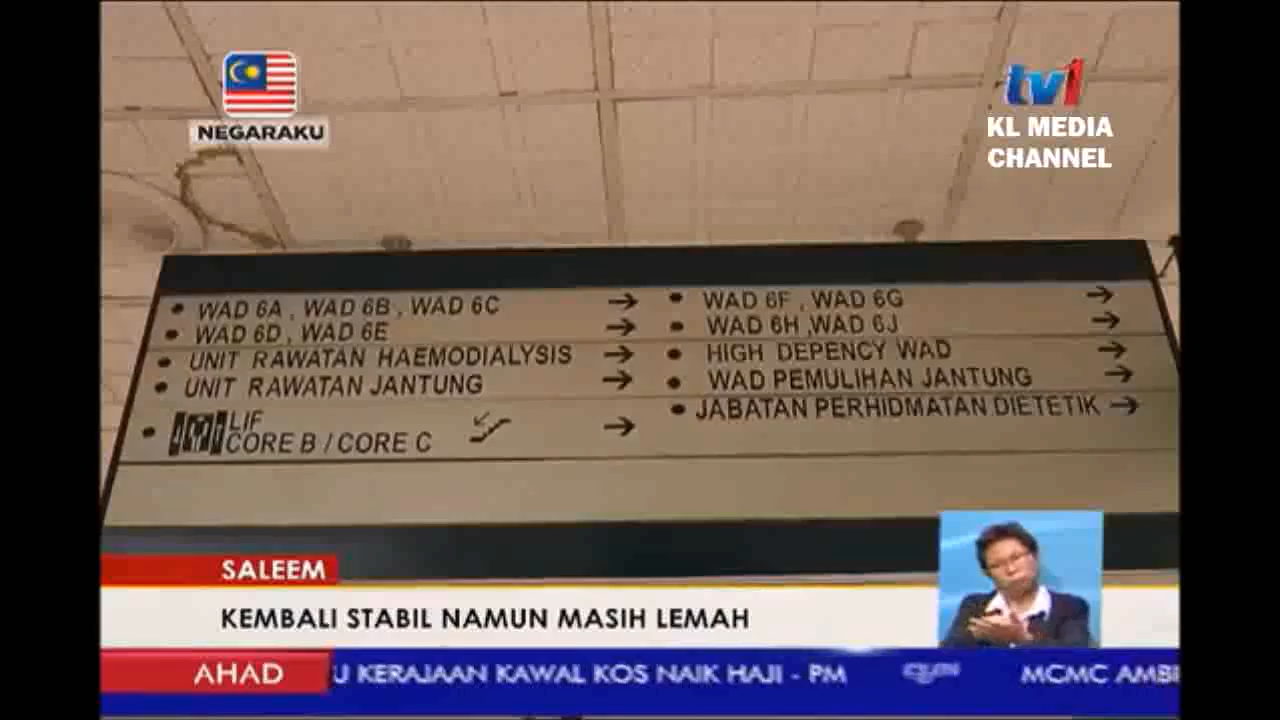 NEGARAKU
tv1
KL MEDIA
CHANNEL
WAD 6A , WAD 6B , WAD 6C
WAD 6D , WAD 6E
UNIT RAWATAN HAEMODIALYSIS
UNIT RAWATAN JANTUNG
LIF
CORE B / CORE C
WAD 6F , WAD 6G
WAD 6H ,WAD 6J
HIGH DEPENCY WAD
WAD PEMULIHAN JANTUNG
JABATAN PERHIDMATAN DIETETIK
SALEEM
KEMBALI STABIL NAMUN MASIH LEMAH
AHAD
U KERAJAAN KAWAL KOS NAIK HAJI - PM
MCMC AMBI